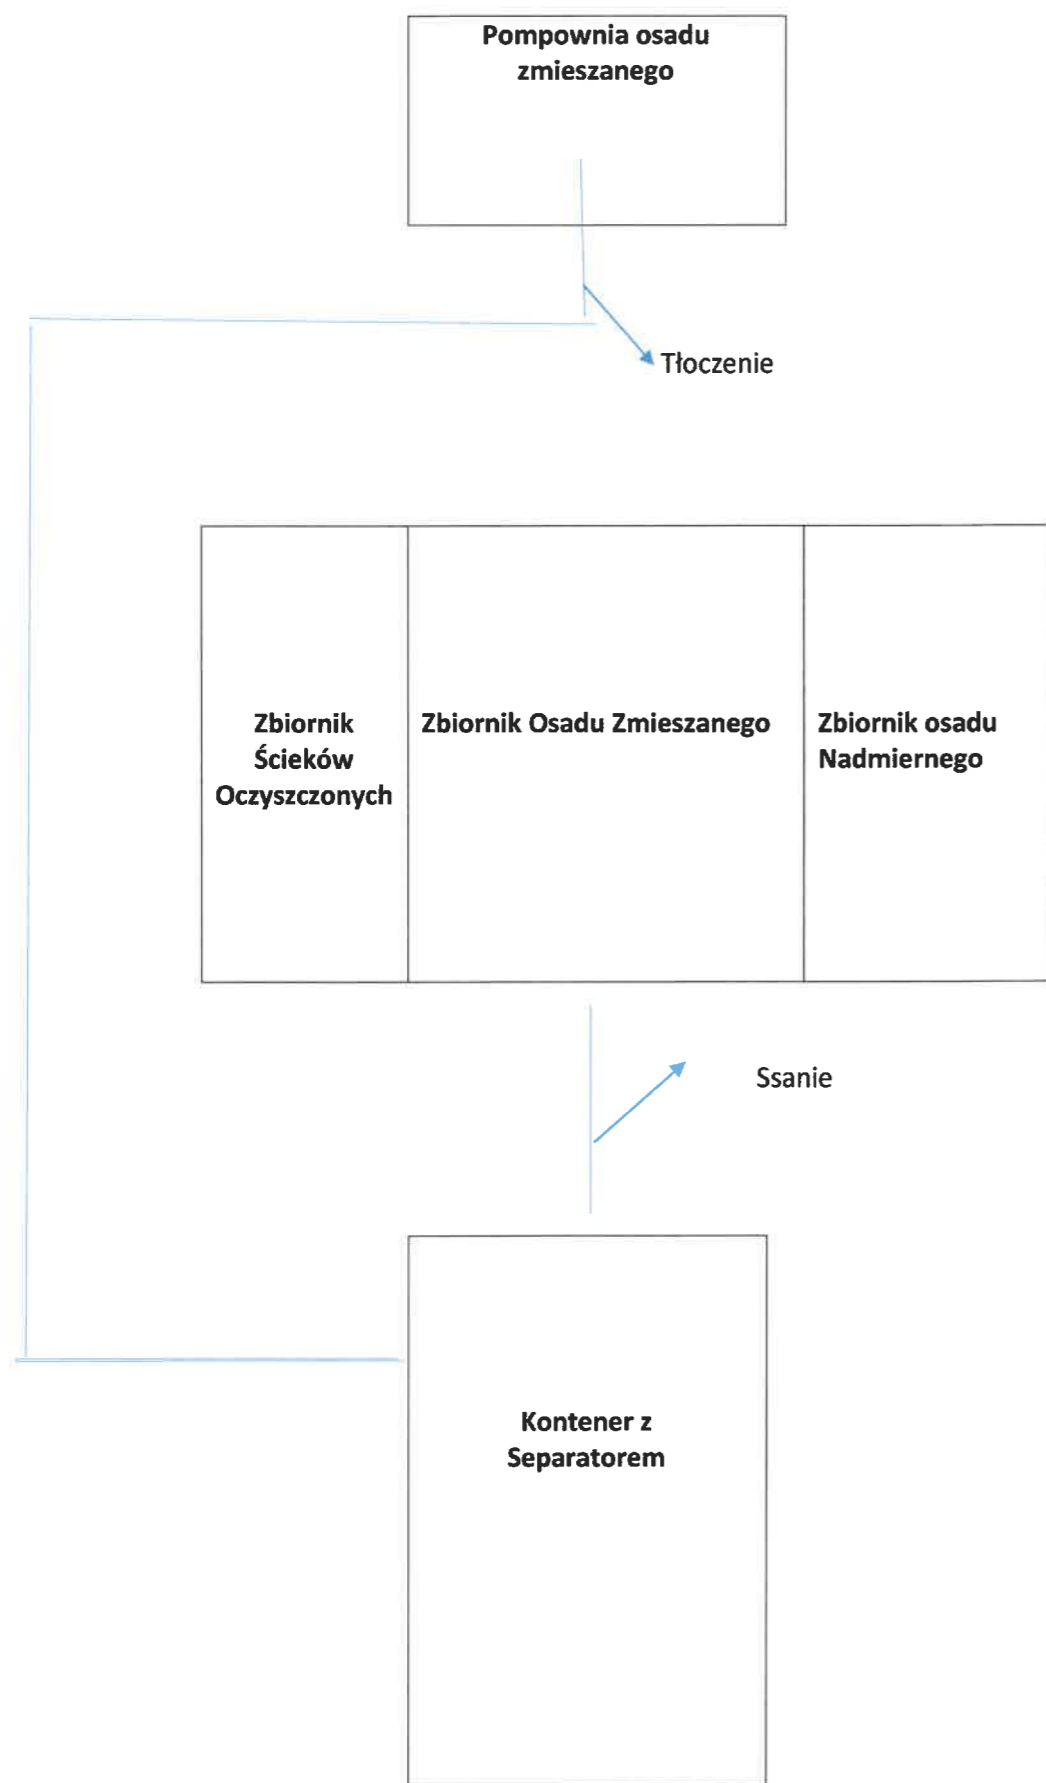 Pompownia osadu
zmieszanego
Tłoczenie
Zbiornik
Ścieków
Oczyszczonych
Zbiornik Osadu Zmieszanego
Zbiornik osadu
Nadmiernego
Ssanie
Kontener z
Separatorem